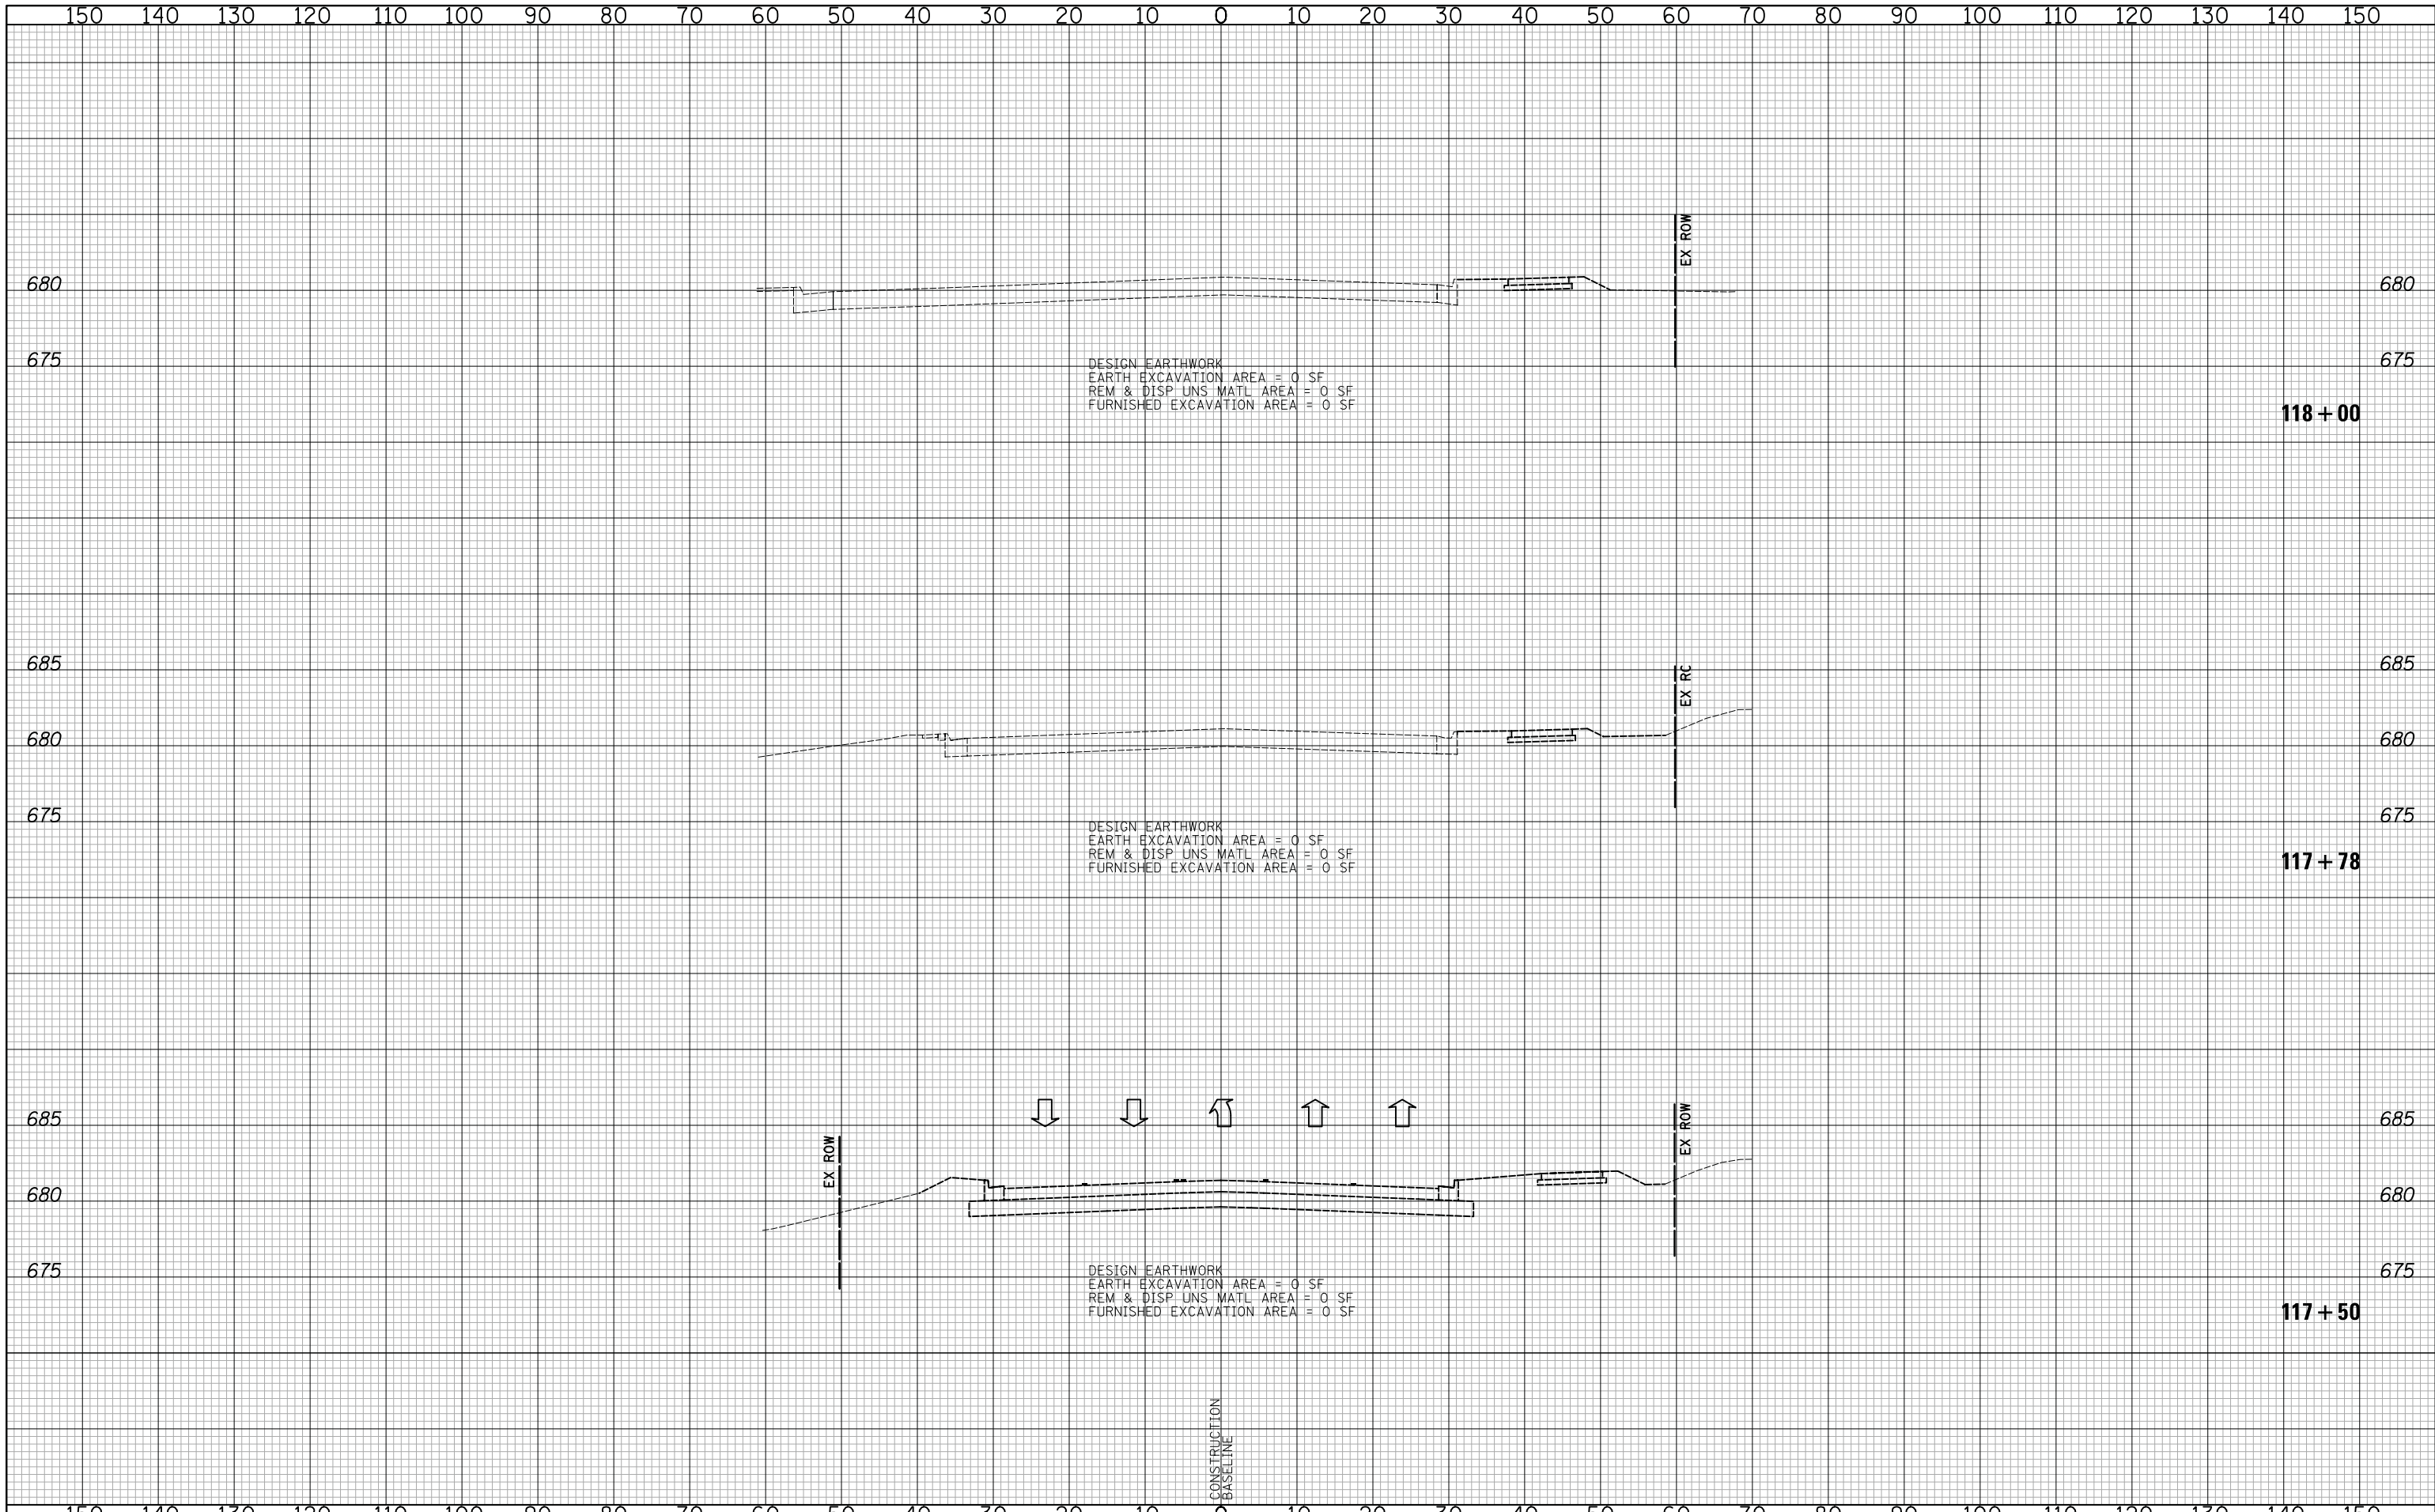 150 140 130 120 110 100 90 80 70 60 50 40 30 20 10 0 10 20 30 40 50 60 70 80 90 100 110 120 130 140 150
EX ROW
680 680
675 675
DESIGN EARTHWORK
EARTH EXCAVATION AREA = 0 SF
REM & DISP UNS MATL AREA = 0 SF
FURNISHED EXCAVATION AREA = 0 SF
118+00
685 685
EX RC
680 680
675 675
DESIGN EARTHWORK
EARTH EXCAVATION AREA = 0 SF
REM & DISP UNS MATL AREA = 0 SF
FURNISHED EXCAVATION AREA = 0 SF
117+78
685 685
EX ROW EX ROW
680 680
675 675
DESIGN EARTHWORK
EARTH EXCAVATION AREA = 0 SF
REM & DISP UNS MATL AREA = 0 SF
FURNISHED EXCAVATION AREA = 0 SF
117+50
CONSTRUCTION
BASELINE
150 140 130 120 110 100 90 80 70 60 50 40 30 20 10 0 10 20 30 40 50 60 70 80 90 100 110 120 130 140 150